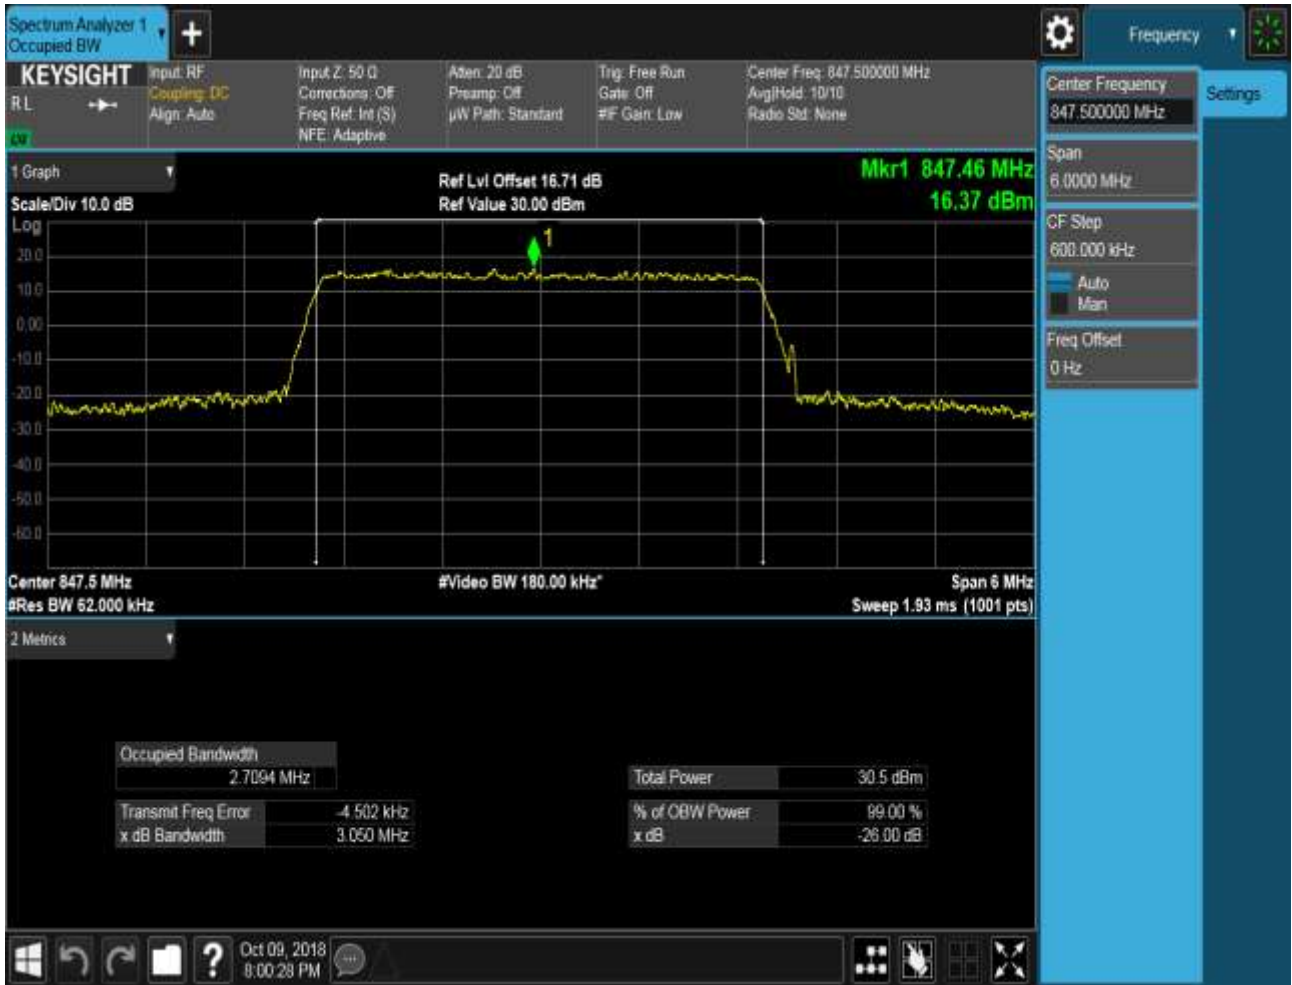 Spectrum Analyzer 1
Occupied BW
Frequency
KEYSIGHT
RL
Input: RF
Coupling: DC
Align: Auto
Input Z: 50 Ω
Corrections: Off
Freq Ref: Int (S)
NFE: Adaptive
Atten: 20 dB
Preamp: Off
µW Path: Standard
Trig: Free Run
Gate: Off
#IF Gain: Low
Center Freq: 847.500000 MHz
Avg|Hold: 10/10
Radio Std: None
Center Frequency
847.500000 MHz
Settings
Span
6.0000 MHz
CF Step
600.000 kHz
Auto
Man
Freq Offset
0 Hz
1 Graph
Scale/Div 10.0 dB
Ref Lvl Offset 16.71 dB
Ref Value 30.00 dBm
Mkr1 847.46 MHz
16.37 dBm
Log
1
20.0
10.0
0.00
-10.0
-20.0
-30.0
-40.0
-50.0
-60.0
Center 847.5 MHz
#Video BW 180.00 kHz*
Span 6 MHz
#Res BW 62.000 kHz
Sweep 1.93 ms (1001 pts)
2 Metrics
Occupied Bandwidth
2.7094 MHz
Total Power 30.5 dBm
Transmit Freq Error -4.502 kHz
% of OBW Power 99.00 %
x dB Bandwidth 3.050 MHz
x dB -26.00 dB
?
Oct 09, 2018
8:00:28 PM